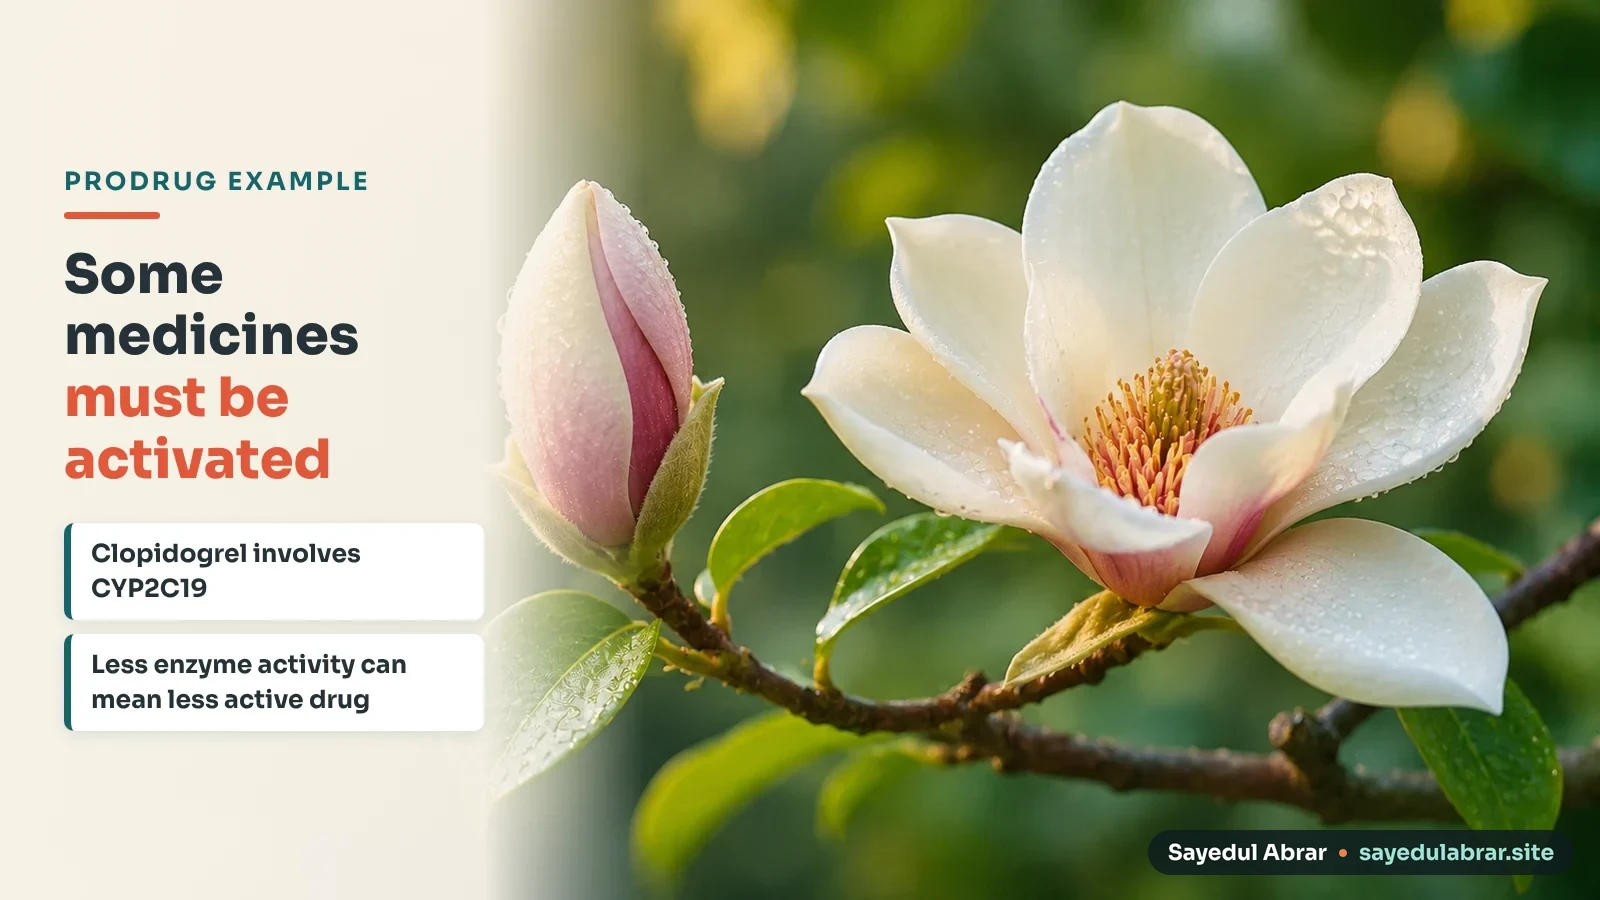 PRODRUG EXAMPLE
Some
medicines
must be
activated
Clopidogrel involves
CYP2C19
Less enzyme activity can
mean less active drug
Sayedul Abrar • sayedulabrar.site